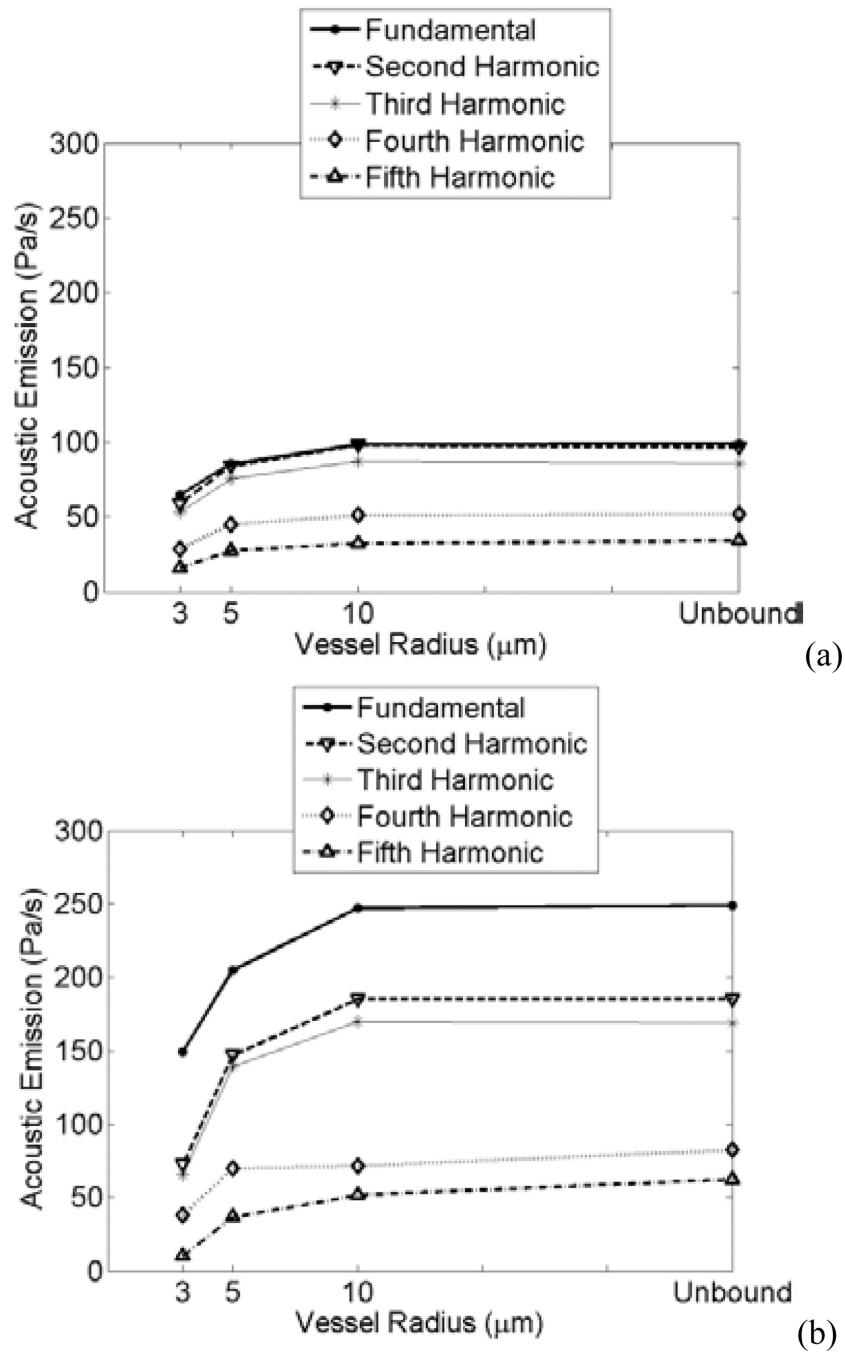 Fundamental
Second Harmonic
Third Harmonic
Fourth Harmonic
Fifth Harmonic
300
250
200
150
100
50
0
Acoustic Emission (Pa/s)
3 5 10 Unbound
Vessel Radius (μm)
(a)
Fundamental
Second Harmonic
Third Harmonic
Fourth Harmonic
Fifth Harmonic
300
250
200
150
100
50
0
Acoustic Emission (Pa/s)
3 5 10 Unbound
Vessel Radius (μm)
(b)